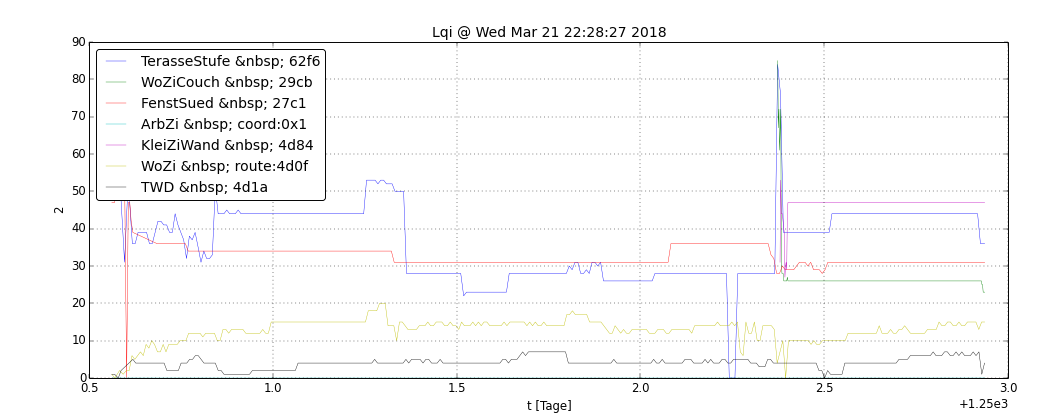 Lqi @ Wed Mar 21 22:28:27 2018
90
80
70
60
50
40
30
20
10
0
2
TerasseStufe &nbsp; 62f6
WoZiCouch &nbsp; 29cb
FenstSued &nbsp; 27c1
ArbZi &nbsp; coord:0x1
KleiZiWand &nbsp; 4d84
WoZi &nbsp; route:4d0f
TWD &nbsp; 4d1a
0.5 1.0 1.5 2.0 2.5 3.0
t [Tage]
+1.25e3